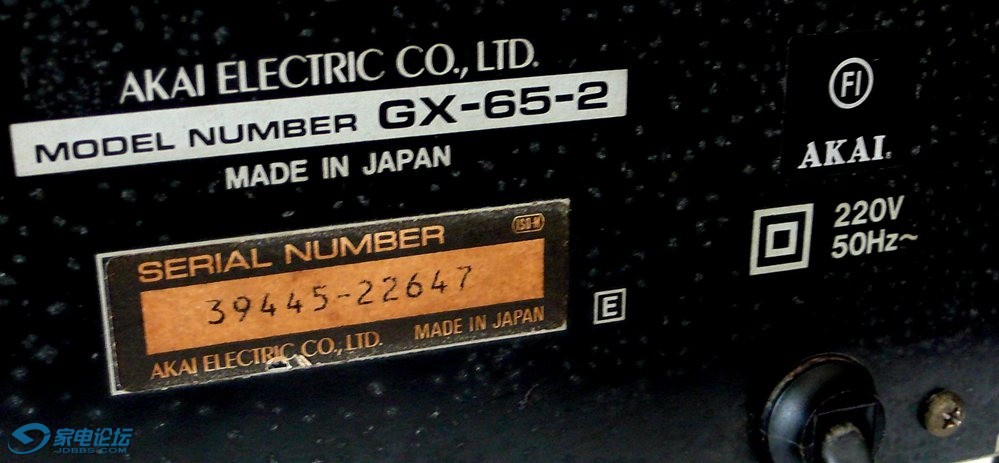 AKAI ELECTRIC CO., LTD.
MODEL NUMBER GX-65-2
MADE IN JAPAN
FI
AKAI
220V
50Hz~
SERIAL NUMBER
39445-22647
AKAI ELECTRIC CO., LTD. MADE IN JAPAN
E
家电论坛
JDBBS.COM